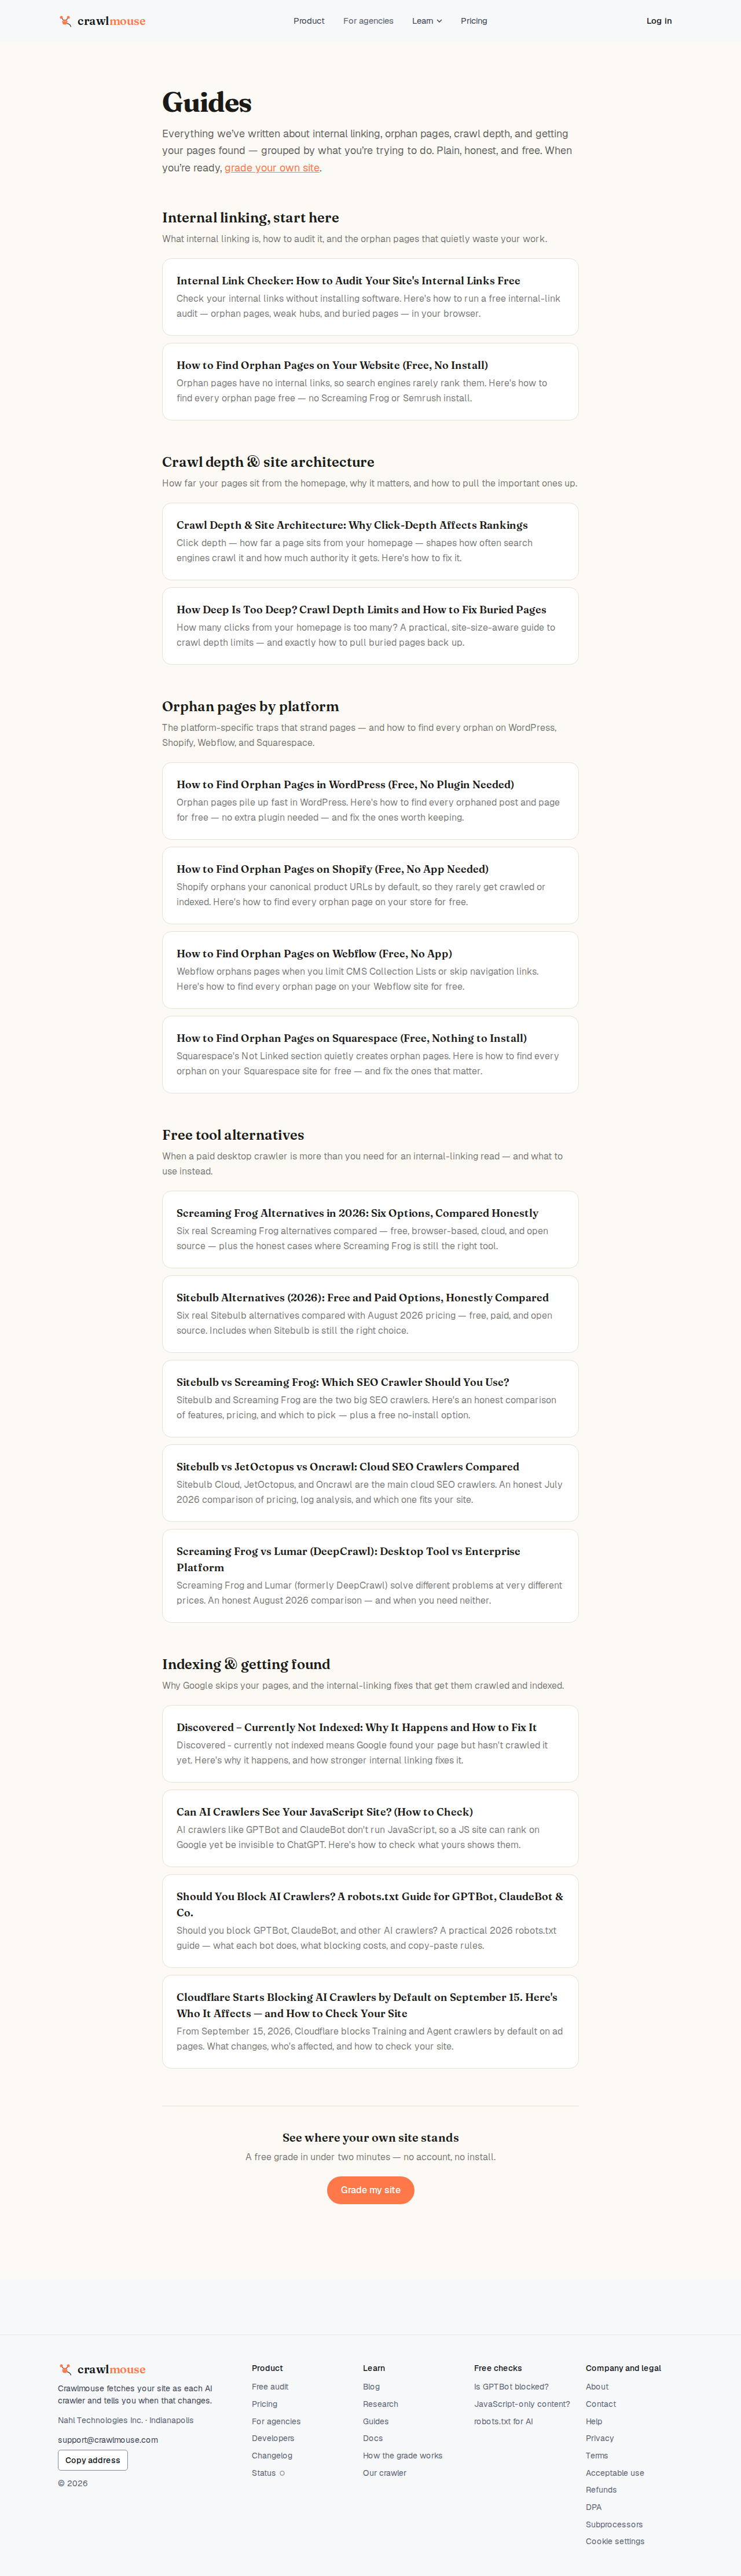 crawlmouse
Product
For agencies
Learn
Pricing
Log in
Guides
Everything we've written about internal linking, orphan pages, crawl depth, and getting
your pages found — grouped by what you're trying to do. Plain, honest, and free. When
you're ready, grade your own site.
Internal linking, start here
What internal linking is, how to audit it, and the orphan pages that quietly waste your work.
Internal Link Checker: How to Audit Your Site's Internal Links Free
Check your internal links without installing software. Here's how to run a free internal-link
audit — orphan pages, weak hubs, and buried pages — in your browser.
How to Find Orphan Pages on Your Website (Free, No Install)
Orphan pages have no internal links, so search engines rarely rank them. Here's how to
find every orphan page free — no Screaming Frog or Semrush install.
Crawl depth & site architecture
How far your pages sit from the homepage, why it matters, and how to pull the important ones up.
Crawl Depth & Site Architecture: Why Click-Depth Affects Rankings
Click depth — how far a page sits from your homepage — shapes how often search
engines crawl it and how much authority it gets. Here's how to fix it.
How Deep Is Too Deep? Crawl Depth Limits and How to Fix Buried Pages
How many clicks from your homepage is too many? A practical, site-size-aware guide to
crawl depth limits — and exactly how to pull buried pages back up.
Orphan pages by platform
The platform-specific traps that strand pages — and how to find every orphan on WordPress,
Shopify, Webflow, and Squarespace.
How to Find Orphan Pages in WordPress (Free, No Plugin Needed)
Orphan pages pile up fast in WordPress. Here's how to find every orphaned post and page
for free — no extra plugin needed — and fix the ones worth keeping.
How to Find Orphan Pages on Shopify (Free, No App Needed)
Shopify orphans your canonical product URLs by default, so they rarely get crawled or
indexed. Here's how to find every orphan page on your store for free.
How to Find Orphan Pages on Webflow (Free, No App)
Webflow orphans pages when you limit CMS Collection Lists or skip navigation links.
Here's how to find every orphan page on your Webflow site for free.
How to Find Orphan Pages on Squarespace (Free, Nothing to Install)
Squarespace's Not Linked section quietly creates orphan pages. Here is how to find every
orphan on your Squarespace site for free — and fix the ones that matter.
Free tool alternatives
When a paid desktop crawler is more than you need for an internal-linking read — and what to
use instead.
Screaming Frog Alternatives in 2026: Six Options, Compared Honestly
Six real Screaming Frog alternatives compared — free, browser-based, cloud, and open
source — plus the honest cases where Screaming Frog is still the right tool.
Sitebulb Alternatives (2026): Free and Paid Options, Honestly Compared
Six real Sitebulb alternatives compared with August 2026 pricing — free, paid, and open
source. Includes when Sitebulb is still the right choice.
Sitebulb vs Screaming Frog: Which SEO Crawler Should You Use?
Sitebulb and Screaming Frog are the two big SEO crawlers. Here's an honest comparison
of features, pricing, and which to pick — plus a free no-install option.
Sitebulb vs JetOctopus vs Oncrawl: Cloud SEO Crawlers Compared
Sitebulb Cloud, JetOctopus, and Oncrawl are the main cloud SEO crawlers. An honest July
2026 comparison of pricing, log analysis, and which one fits your site.
Screaming Frog vs Lumar (DeepCrawl): Desktop Tool vs Enterprise
Platform
Screaming Frog and Lumar (formerly DeepCrawl) solve different problems at very different
prices. An honest August 2026 comparison — and when you need neither.
Indexing & getting found
Why Google skips your pages, and the internal-linking fixes that get them crawled and indexed.
Discovered – Currently Not Indexed: Why It Happens and How to Fix It
Discovered - currently not indexed means Google found your page but hasn't crawled it
yet. Here's why it happens, and how stronger internal linking fixes it.
Can AI Crawlers See Your JavaScript Site? (How to Check)
AI crawlers like GPTBot and ClaudeBot don't run JavaScript, so a JS site can rank on
Google yet be invisible to ChatGPT. Here's how to check what yours shows them.
Should You Block AI Crawlers? A robots.txt Guide for GPTBot, ClaudeBot &
Co.
Should you block GPTBot, ClaudeBot, and other AI crawlers? A practical 2026 robots.txt
guide — what each bot does, what blocking costs, and copy-paste rules.
Cloudflare Starts Blocking AI Crawlers by Default on September 15. Here's
Who It Affects — and How to Check Your Site
From September 15, 2026, Cloudflare blocks Training and Agent crawlers by default on ad
pages. What changes, who's affected, and how to check your site.
See where your own site stands
A free grade in under two minutes — no account, no install.
Grade my site
crawlmouse
Crawlmouse fetches your site as each AI
crawler and tells you when that changes.
Nahl Technologies Inc. · Indianapolis
support@crawlmouse.com
Copy address
© 2026
Product
Free audit
Pricing
For agencies
Developers
Changelog
Status
Learn
Blog
Research
Guides
Docs
How the grade works
Our crawler
Free checks
Is GPTBot blocked?
JavaScript-only content?
robots.txt for AI
Company and legal
About
Contact
Help
Privacy
Terms
Acceptable use
Refunds
DPA
Subprocessors
Cookie settings